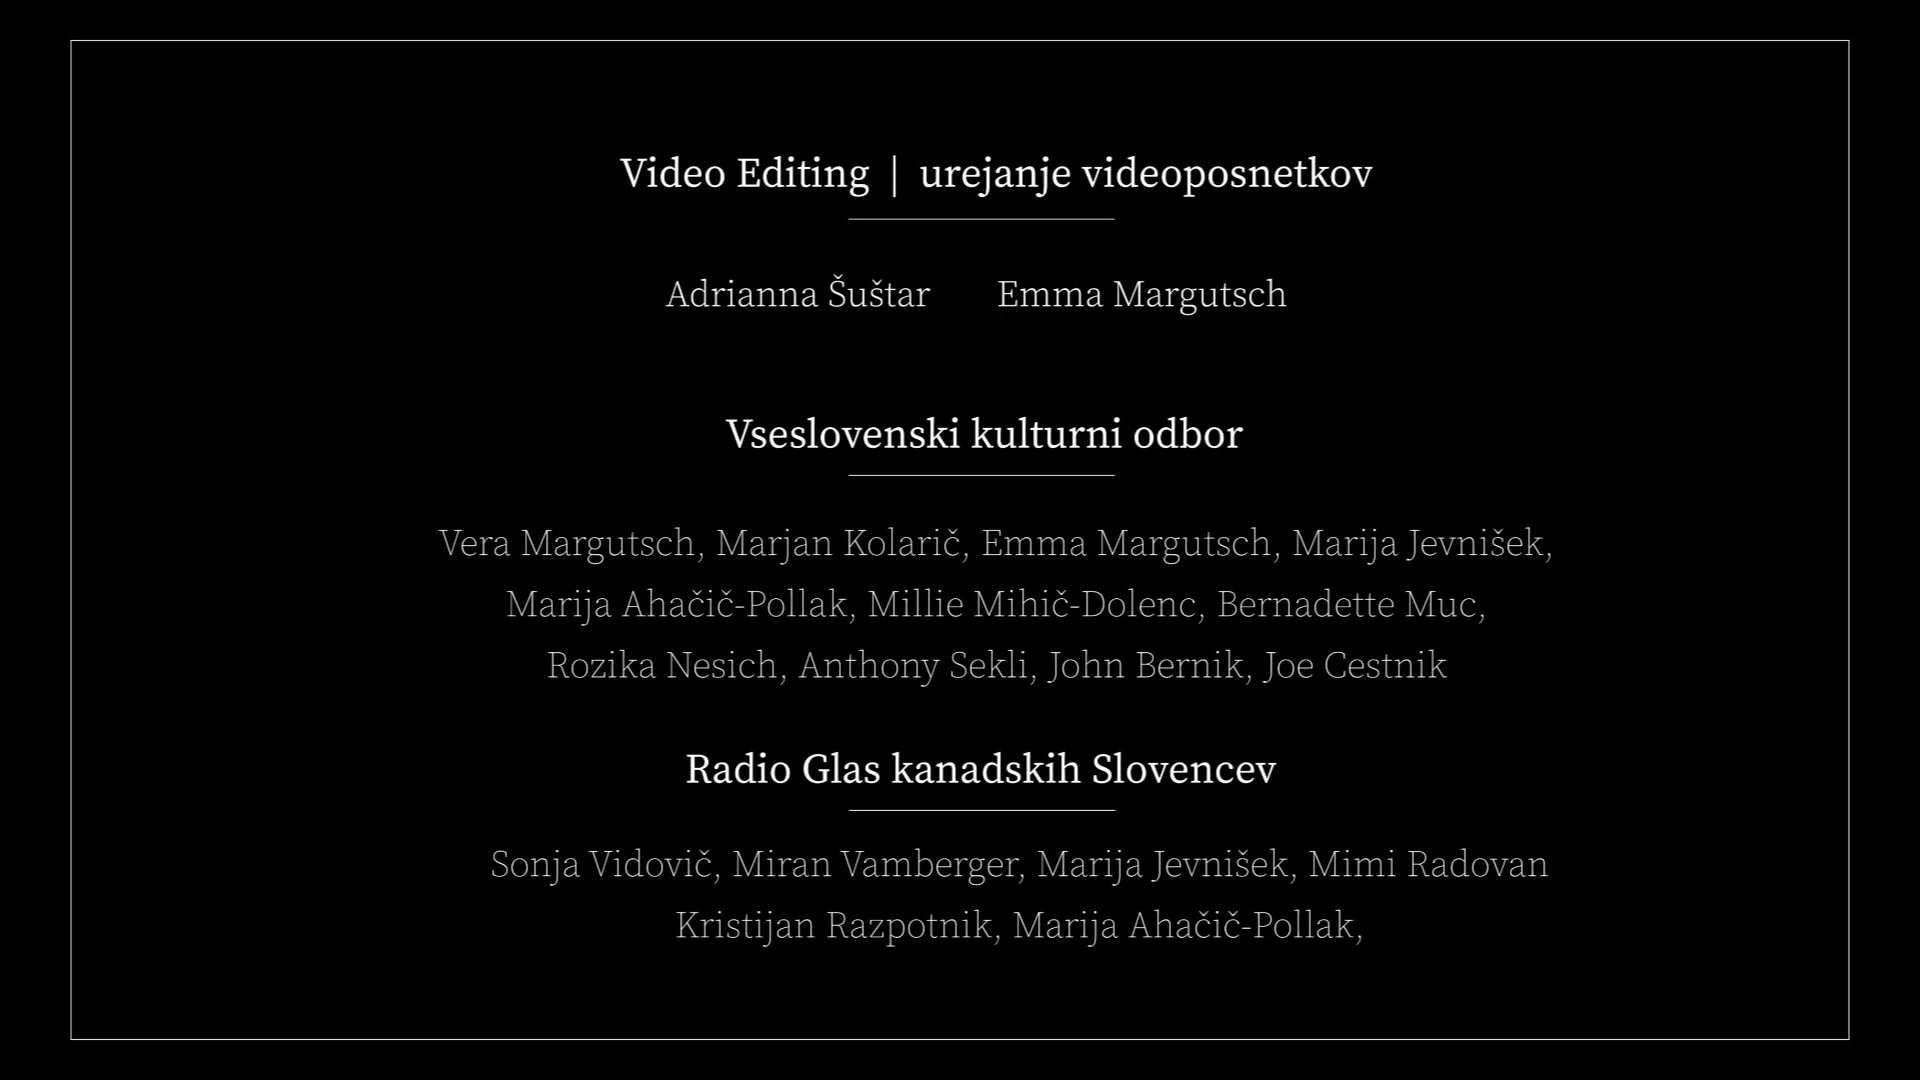 Video Editing | urejanje videoposnetkov
Adrianna Šuštar Emma Margutsch
Vseslovenski kulturni odbor
Vera Margutsch, Marjan Kolarič, Emma Margutsch, Marija Jevnišek,
Marija Ahačič-Pollak, Millie Mihič-Dolenc, Bernadette Muc,
Rozika Nesich, Anthony Sekli, John Bernik, Joe Cestnik
Radio Glas kanadskih Slovencev
Sonja Vidovič, Miran Vamberger, Marija Jevnišek, Mimi Radovan
Kristijan Razpotnik, Marija Ahačič-Pollak,